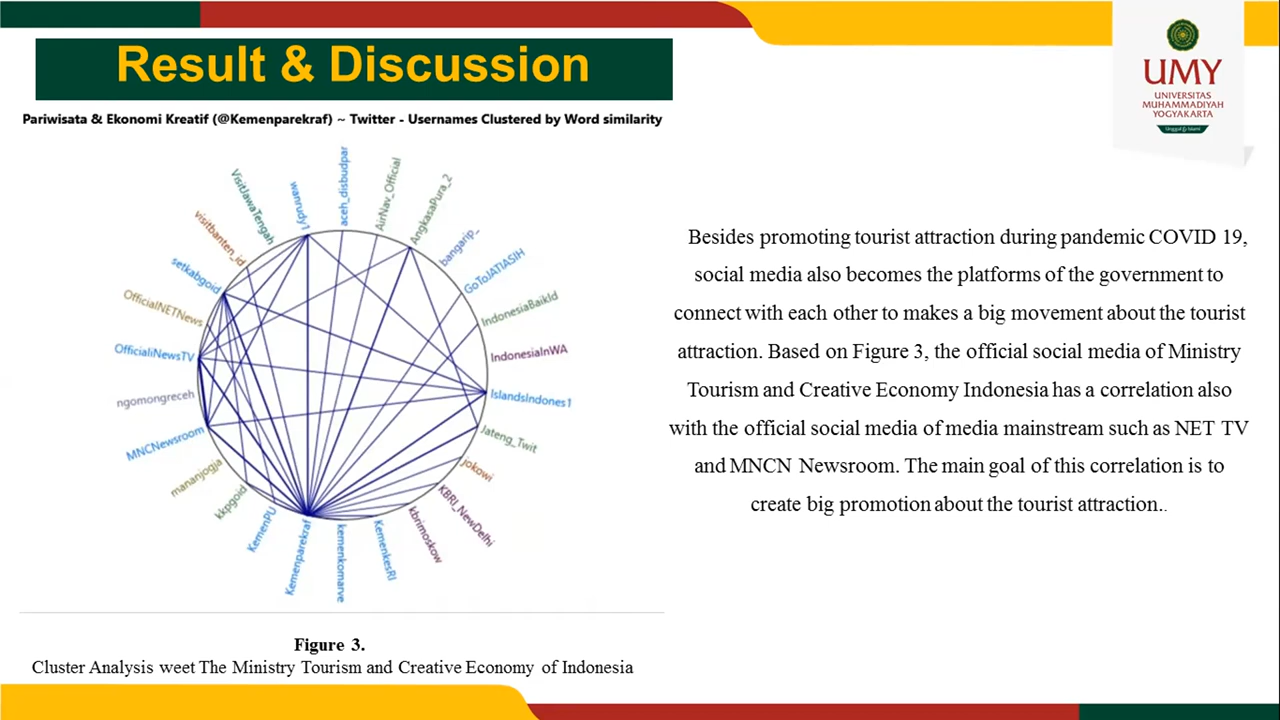 Result & Discussion
UMY
UNIVERSITAS
MUHAMMADIYAH
YOGYAKARTA
Unggul & Islami
Pariwisata & Ekonomi Kreatif (@Kemenparekraf) ~ Twitter - Usernames Clustered by Word similarity
wanrudy1
aceh_disbudpar
AirNav_Official
AngkasaPura_2
bangarip_
GoToJATIASIH
IndonesiaBaikId
IndonesiaInWA
IslandsIndones1
Jateng_Twit
jokowi
KBRI_NewDelhi
kbrimoskow
KemenkesRI
kemenkomarve
Kemenparekraf
KemenPU
kkpgoid
mananjogja
MNCNewsroom
ngomongreceh
OfficialiNewsTV
OfficialNETNews
setkabgoid
visitbanten_id
VisitJawaTengah
Besides promoting tourist attraction during pandemic COVID 19,
social media also becomes the platforms of the government to
connect with each other to makes a big movement about the tourist
attraction. Based on Figure 3, the official social media of Ministry
Tourism and Creative Economy Indonesia has a correlation also
with the official social media of media mainstream such as NET TV
and MNCN Newsroom. The main goal of this correlation is to
create big promotion about the tourist attraction..
Figure 3.
Cluster Analysis weet The Ministry Tourism and Creative Economy of Indonesia